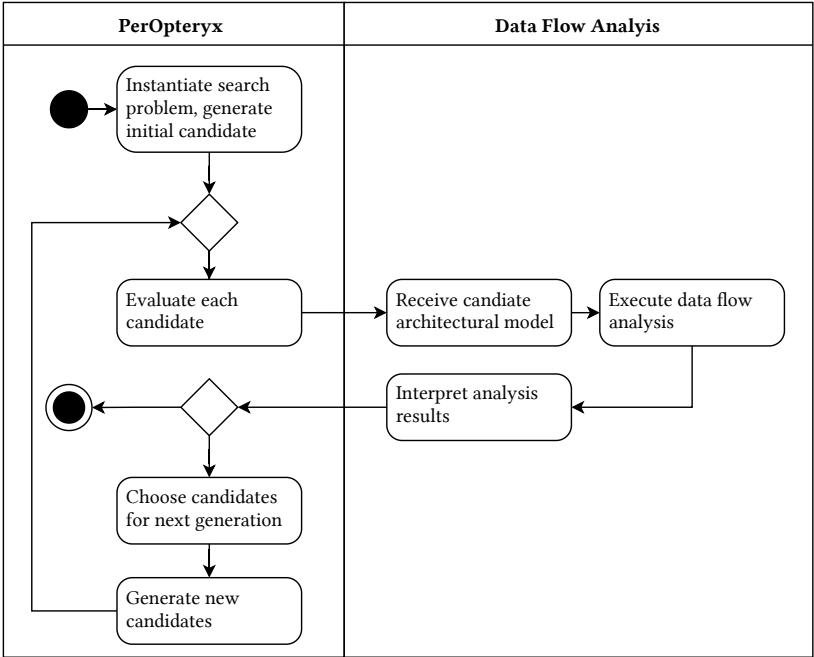 PerOpteryx
Data Flow Analyis
Instantiate search
problem, generate
initial candidate
Evaluate each
candidate
Receive candiate
architectural model
Execute data flow
analysis
Interpret analysis
results
Choose candidates
for next generation
Generate new
candidates